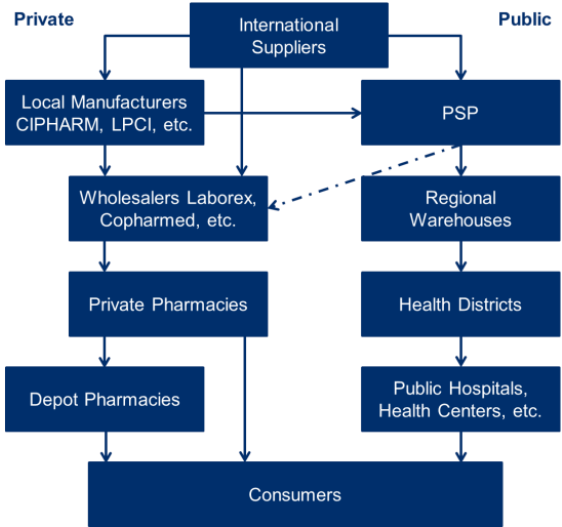 Private
Public
International
Suppliers
Local Manufacturers
CIPHARM, LPCI, etc.
PSP
Wholesalers Laborex,
Copharmed, etc.
Regional
Warehouses
Private Pharmacies
Health Districts
Depot Pharmacies
Public Hospitals,
Health Centers, etc.
Consumers